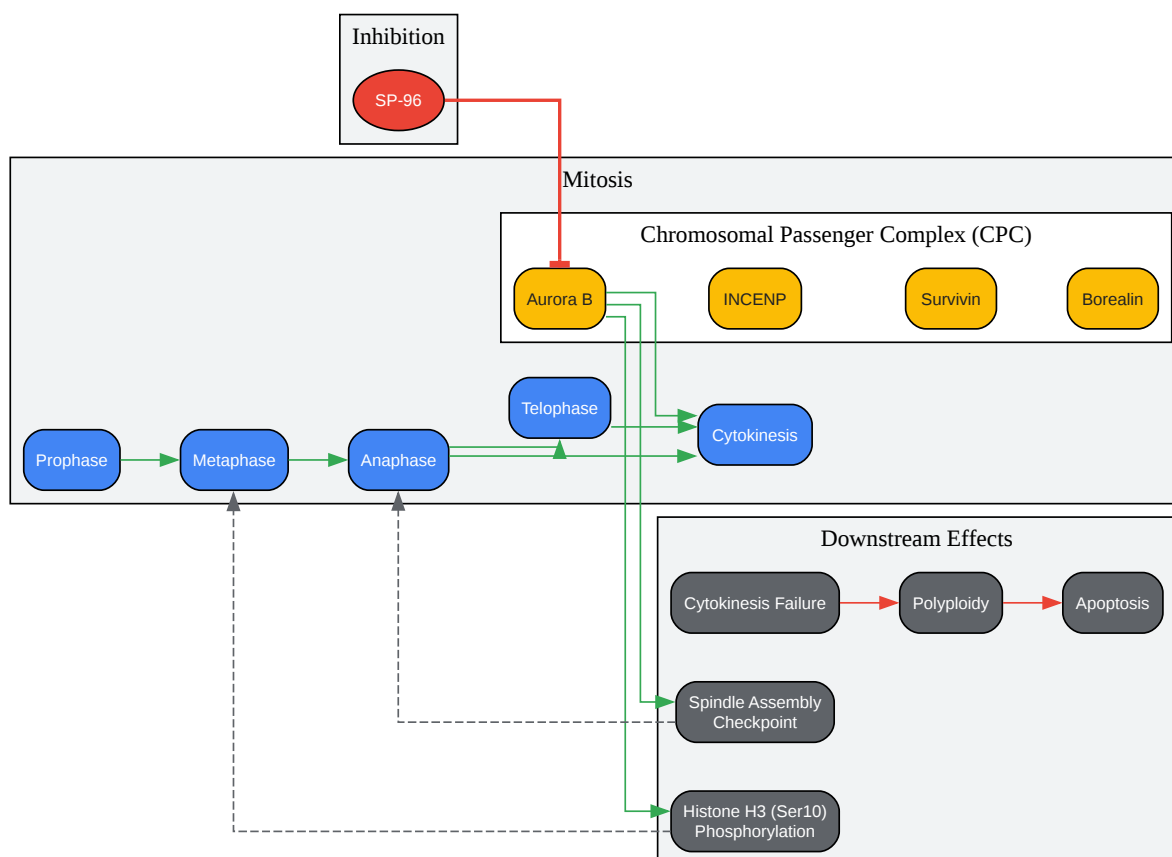 Inhibition
SP-96
Mitosis
Chromosomal Passenger Complex (CPC)
Aurora B
INCENP
Survivin
Borealin
Telophase
Cytokinesis
Prophase
Metaphase
Anaphase
Downstream Effects
Cytokinesis Failure
Polyploidy
Apoptosis
Spindle Assembly
Checkpoint
Histone H3 (Ser10)
Phosphorylation